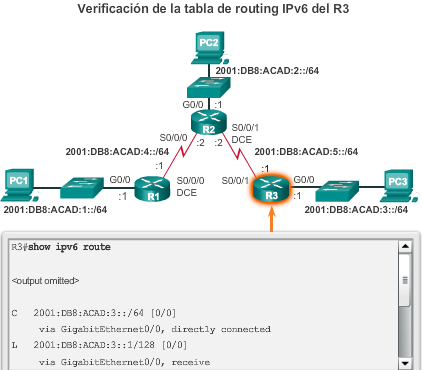 Verificación de la tabla de routing IPv6 del R3
PC2
2001:DB8:ACAD:2::/64
G0/0 :1
R2
S0/0/0
S0/0/1
DCE
:2 :2
2001:DB8:ACAD:4::/64
2001:DB8:ACAD:5::/64
:1
:1
PC1
G0/0
:1
R1
S0/0/0
DCE
S0/0/1
R3
G0/0
:1
PC3
2001:DB8:ACAD:1::/64
2001:DB8:ACAD:3::/64
R3#show ipv6 route
<output omitted>
C 2001:DB8:ACAD:3::/64 [0/0]
via GigabitEthernet0/0, directly connected
L 2001:DB8:ACAD:3::1/128 [0/0]
via GigabitEthernet0/0, receive